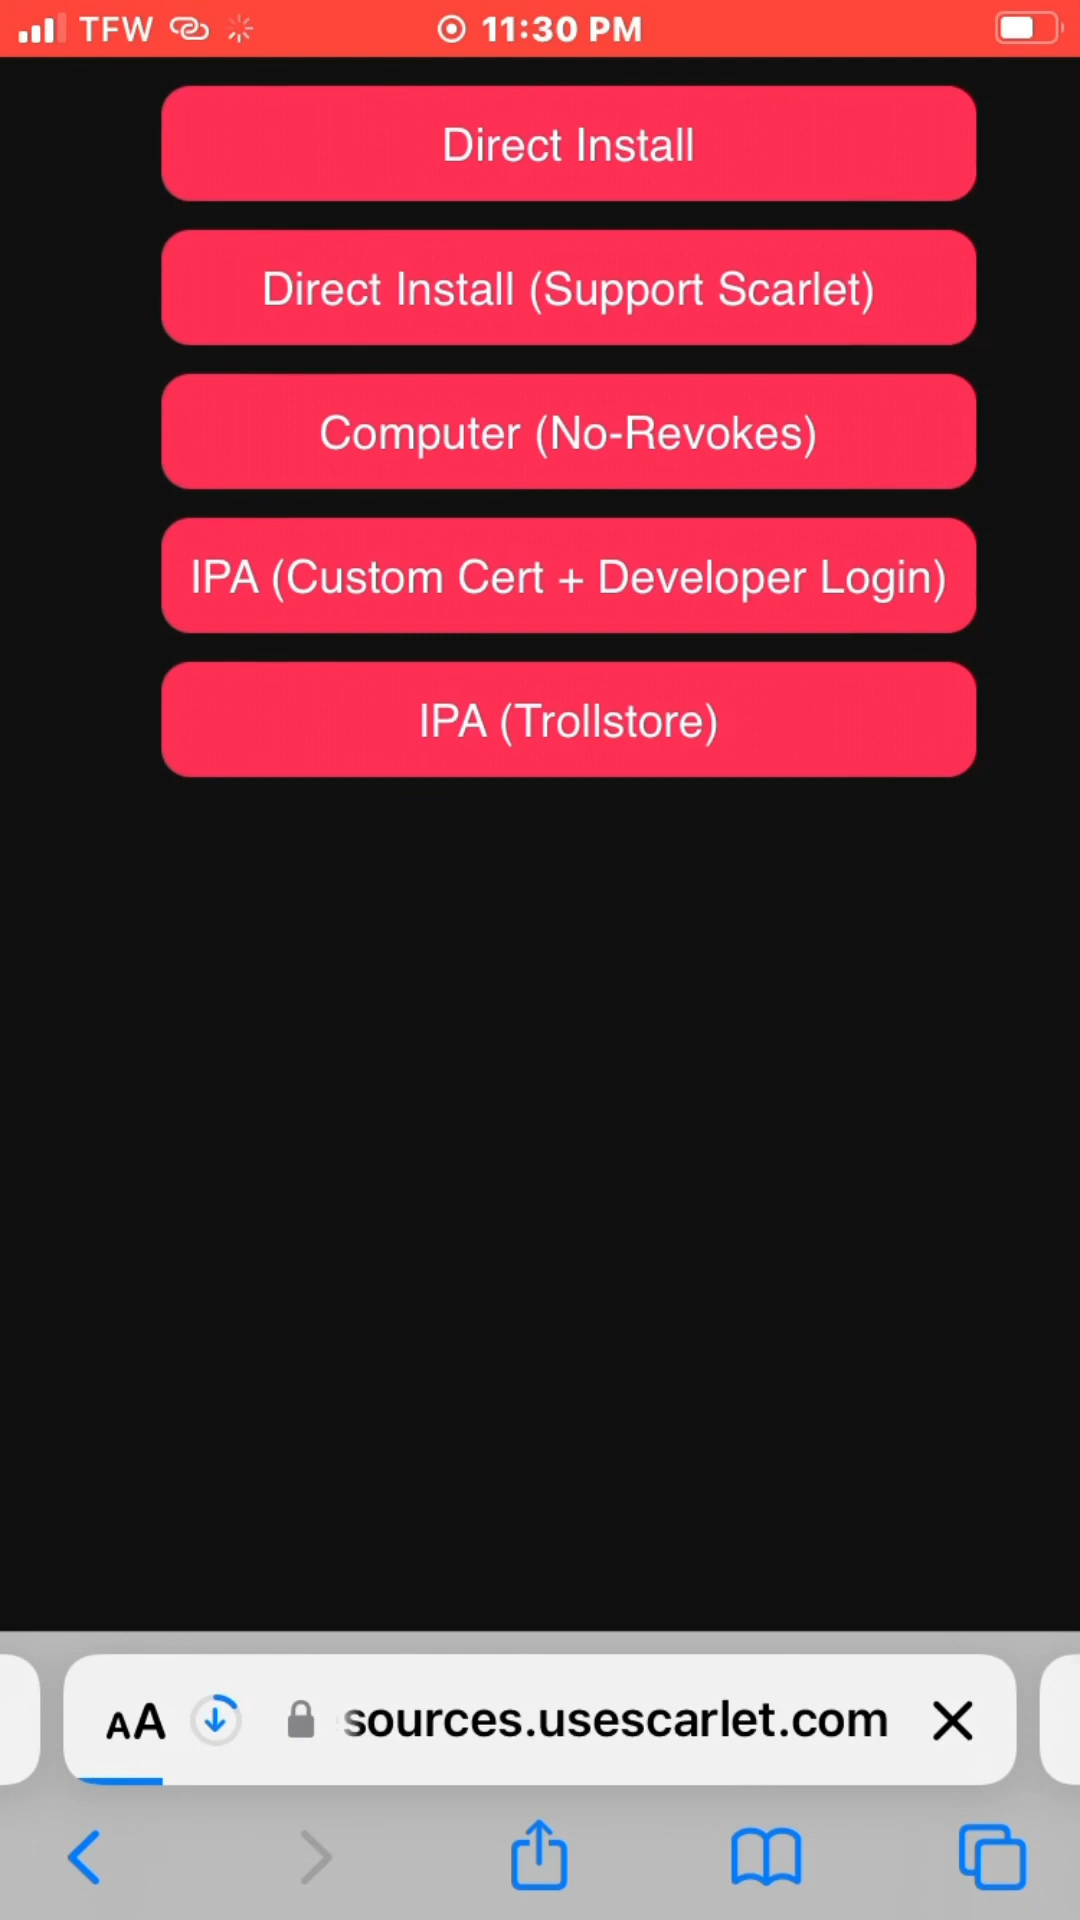 TFW 11:30 PM
Direct Install
Direct Install (Support Scarlet)
Computer (No-Revokes)
IPA (Custom Cert + Developer Login)
IPA (Trollstore)
AA sources.usescarlet.com